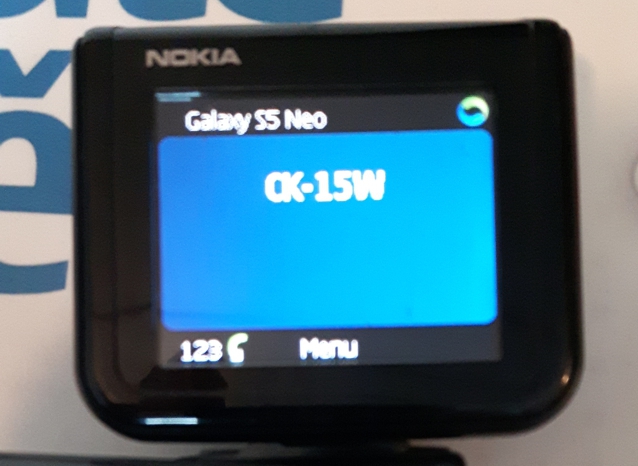 NOKIA
Galaxy S5 Neo
CK-15W
123 Menu